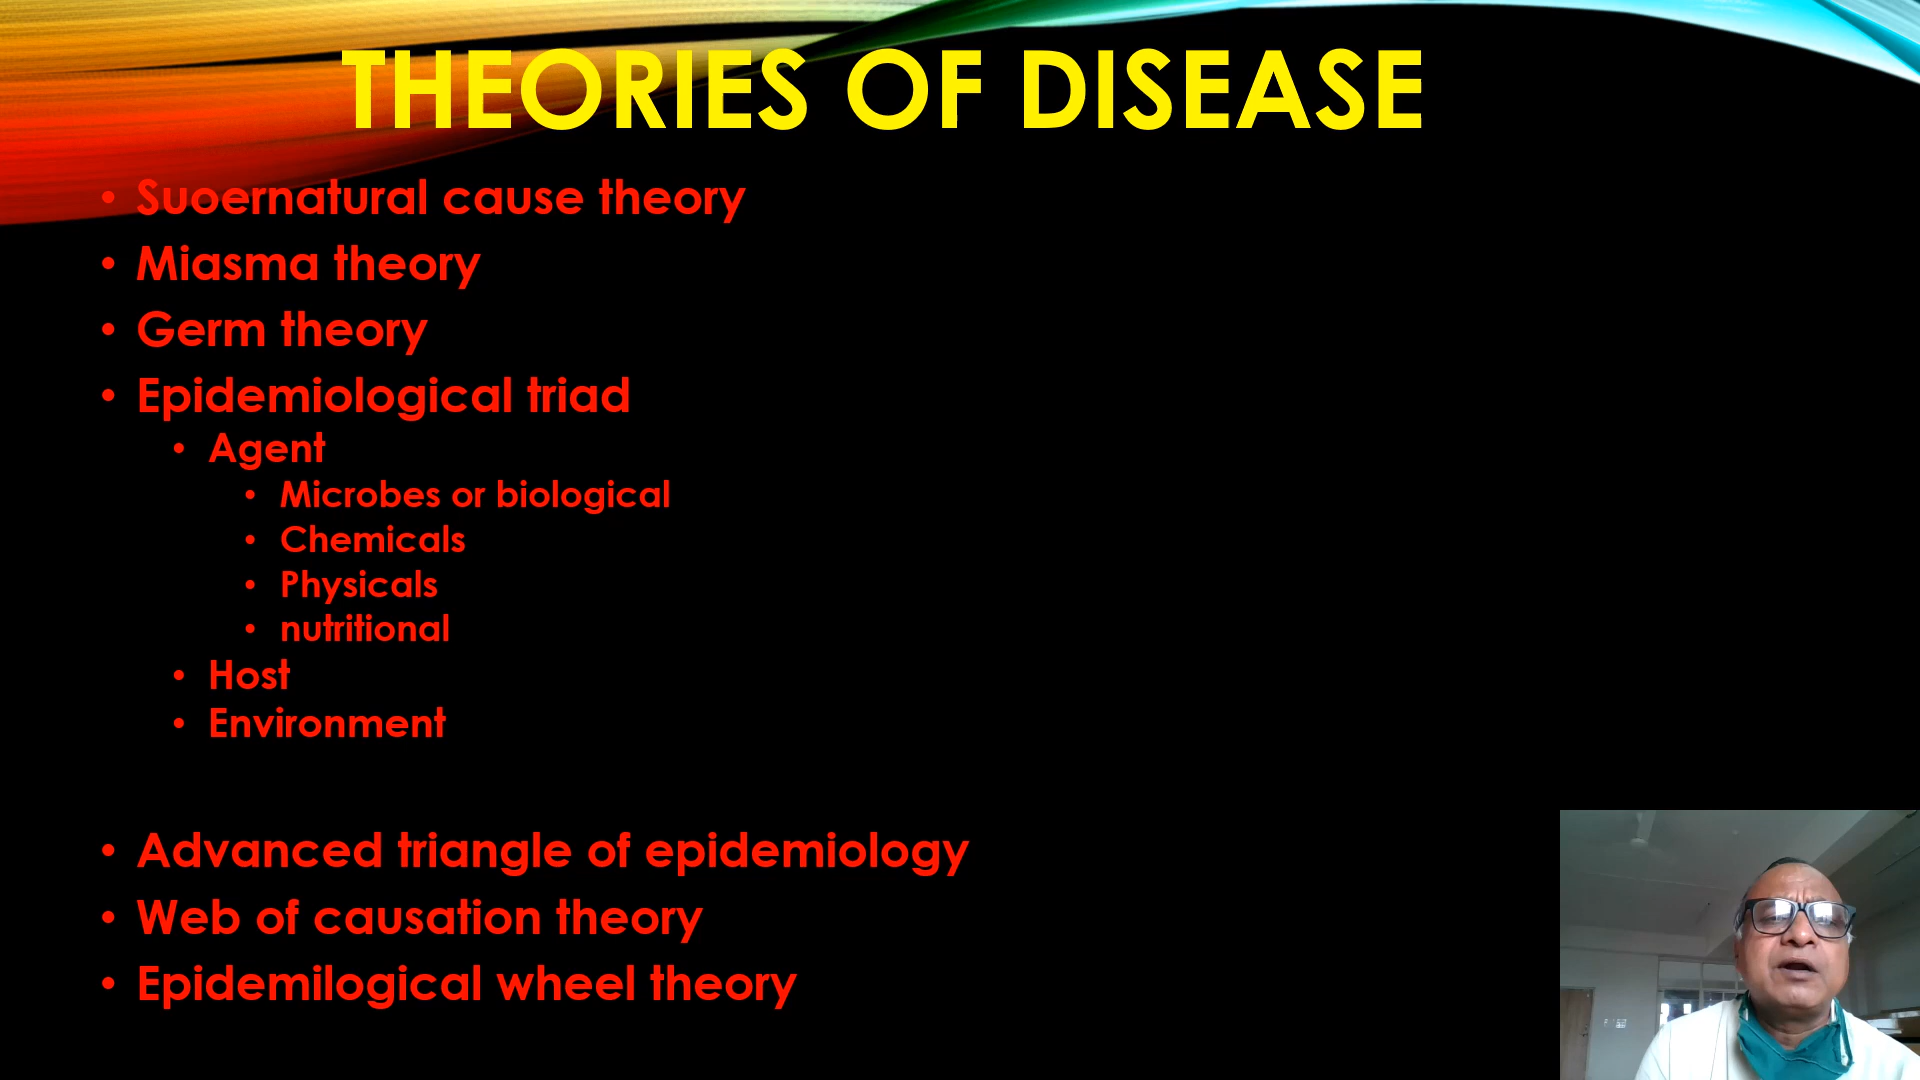 THEORIES OF DISEASE
• Suoernatural cause theory
• Miasma theory
• Germ theory
• Epidemiological triad
• Agent
• Microbes or biological
• Chemicals
• Physicals
• nutritional
• Host
• Environment
• Advanced triangle of epidemiology
• Web of causation theory
• Epidemilogical wheel theory